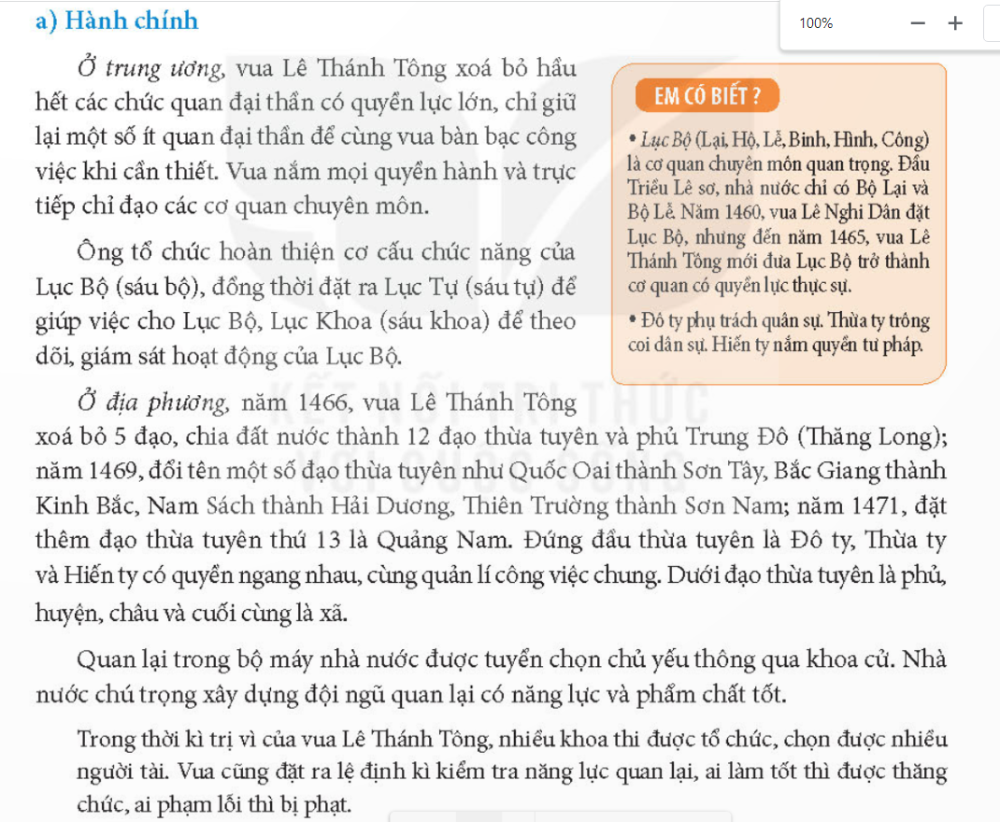 a) Hành chính
100%
Ở trung ương, vua Lê Thánh Tông xoá bỏ hầu
hết các chức quan đại thần có quyền lực lớn, chỉ giữ
lại một số ít quan đại thần để cùng vua bàn bạc công
việc khi cần thiết. Vua nắm mọi quyền hành và trực
tiếp chỉ đạo các cơ quan chuyên môn.
Ông tổ chức hoàn thiện cơ cấu chức năng của
Lục Bộ (sáu bộ), đồng thời đặt ra Lục Tự (sáu tự) để
giúp việc cho Lục Bộ, Lục Khoa (sáu khoa) để theo
dõi, giám sát hoạt động của Lục Bộ.
EM CÓ BIẾT ?
• Lục Bộ (Lại, Hộ, Lễ, Binh, Hình, Công)
là cơ quan chuyên môn quan trọng. Đầu
Triều Lê sơ, nhà nước chỉ có Bộ Lại và
Bộ Lễ. Năm 1460, vua Lê Nghi Dân đặt
Lục Bộ, nhưng đến năm 1465, vua Lê
Thánh Tông mới đưa Lục Bộ trở thành
cơ quan có quyền lực thực sự.
• Đô ty phụ trách quân sự. Thừa ty trông
coi dân sự. Hiến ty nắm quyền tư pháp.
Ở địa phương, năm 1466, vua Lê Thánh Tông
xoá bỏ 5 đạo, chia đất nước thành 12 đạo thừa tuyên và phủ Trung Đô (Thăng Long);
năm 1469, đổi tên một số đạo thừa tuyên như Quốc Oai thành Sơn Tây, Bắc Giang thành
Kinh Bắc, Nam Sách thành Hải Dương, Thiên Trường thành Sơn Nam; năm 1471, đặt
thêm đạo thừa tuyên thứ 13 là Quảng Nam. Đứng đầu thừa tuyên là Đô ty, Thừa ty
và Hiến ty có quyền ngang nhau, cùng quản lí công việc chung. Dưới đạo thừa tuyên là phủ,
huyện, châu và cuối cùng là xã.
Quan lại trong bộ máy nhà nước được tuyển chọn chủ yếu thông qua khoa cử. Nhà
nước chú trọng xây dựng đội ngũ quan lại có năng lực và phẩm chất tốt.
Trong thời kì trị vì của vua Lê Thánh Tông, nhiều khoa thi được tổ chức, chọn được nhiều
người tài. Vua cũng đặt ra lệ định kì kiểm tra năng lực quan lại, ai làm tốt thì được thăng
chức, ai phạm lỗi thì bị phạt.
KẾT NỐI TRI THỨC
VỚI CUỘC SỐNG